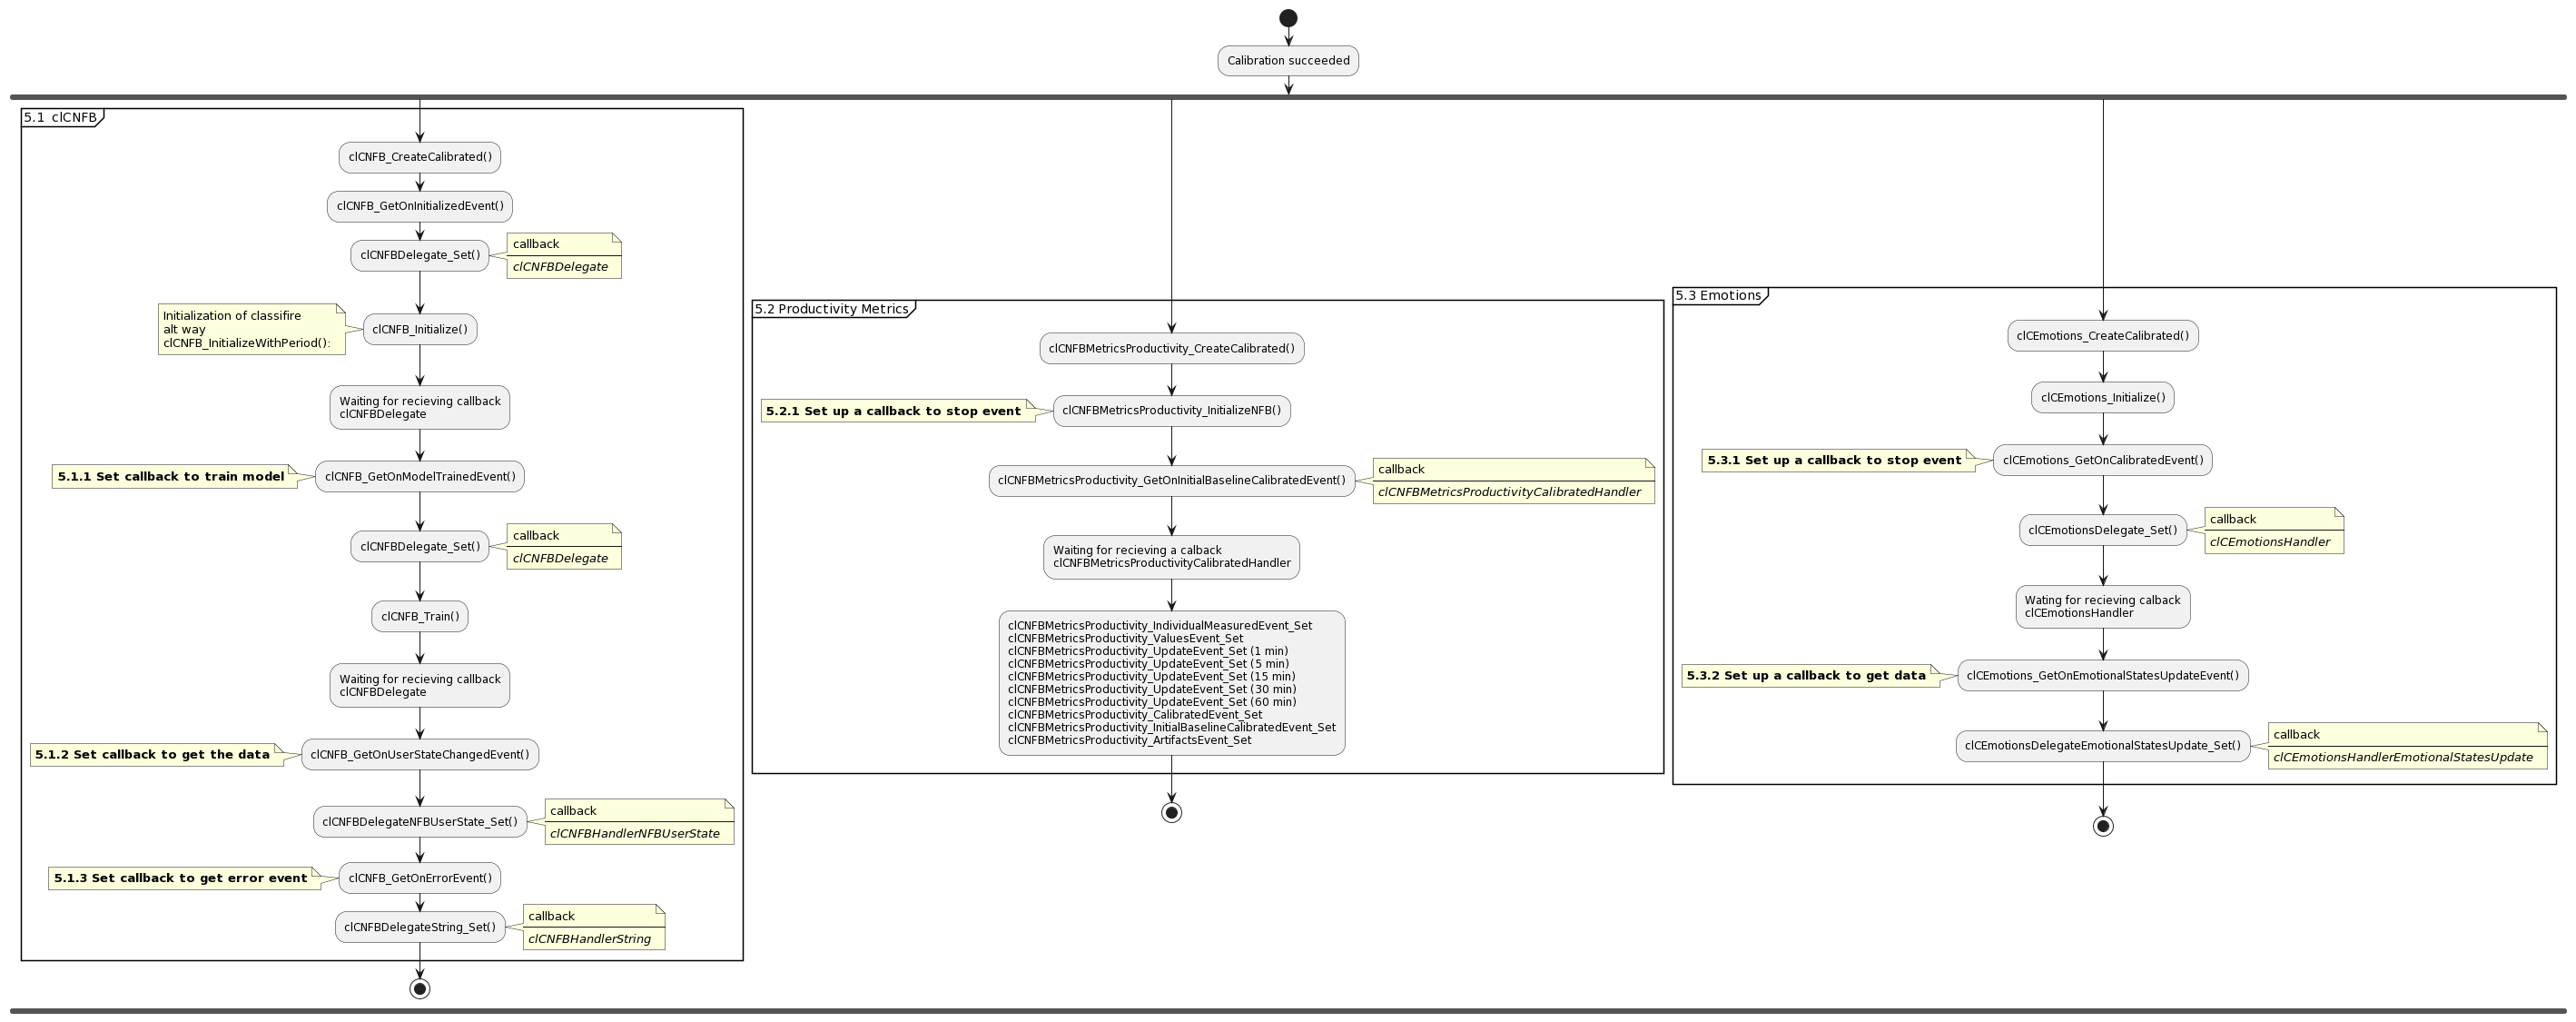 Calibration succeeded
5.1  clCNFB
clCNFB_CreateCalibrated()
clCNFB_GetOnInitializedEvent()
clCNFBDelegate_Set()
callback
clCNFBDelegate
Initialization of classifire
alt way
clCNFB_InitializeWithPeriod():
clCNFB_Initialize()
Waiting for recieving callback
clCNFBDelegate
5.1.1 Set callback to train model
clCNFB_GetOnModelTrainedEvent()
clCNFBDelegate_Set()
callback
clCNFBDelegate
clCNFB_Train()
Waiting for recieving callback
clCNFBDelegate
5.1.2 Set callback to get the data
clCNFB_GetOnUserStateChangedEvent()
clCNFBDelegateNFBUserState_Set()
callback
clCNFBHandlerNFBUserState
5.1.3 Set callback to get error event
clCNFB_GetOnErrorEvent()
clCNFBDelegateString_Set()
callback
clCNFBHandlerString
5.2 Productivity Metrics
clCNFBMetricsProductivity_CreateCalibrated()
5.2.1 Set up a callback to stop event
clCNFBMetricsProductivity_InitializeNFB()
clCNFBMetricsProductivity_GetOnInitialBaselineCalibratedEvent()
callback
clCNFBMetricsProductivityCalibratedHandler
Waiting for recieving a calback
clCNFBMetricsProductivityCalibratedHandler
clCNFBMetricsProductivity_IndividualMeasuredEvent_Set
clCNFBMetricsProductivity_ValuesEvent_Set
clCNFBMetricsProductivity_UpdateEvent_Set (1 min)
clCNFBMetricsProductivity_UpdateEvent_Set (5 min)
clCNFBMetricsProductivity_UpdateEvent_Set (15 min)
clCNFBMetricsProductivity_UpdateEvent_Set (30 min)
clCNFBMetricsProductivity_UpdateEvent_Set (60 min)
clCNFBMetricsProductivity_CalibratedEvent_Set
clCNFBMetricsProductivity_InitialBaselineCalibratedEvent_Set
clCNFBMetricsProductivity_ArtifactsEvent_Set
5.3 Emotions
clCEmotions_CreateCalibrated()
clCEmotions_Initialize()
5.3.1 Set up a callback to stop event
clCEmotions_GetOnCalibratedEvent()
clCEmotionsDelegate_Set()
callback
clCEmotionsHandler
Wating for recieving calback
clCEmotionsHandler
5.3.2 Set up a callback to get data
clCEmotions_GetOnEmotionalStatesUpdateEvent()
clCEmotionsDelegateEmotionalStatesUpdate_Set()
callback
clCEmotionsHandlerEmotionalStatesUpdate